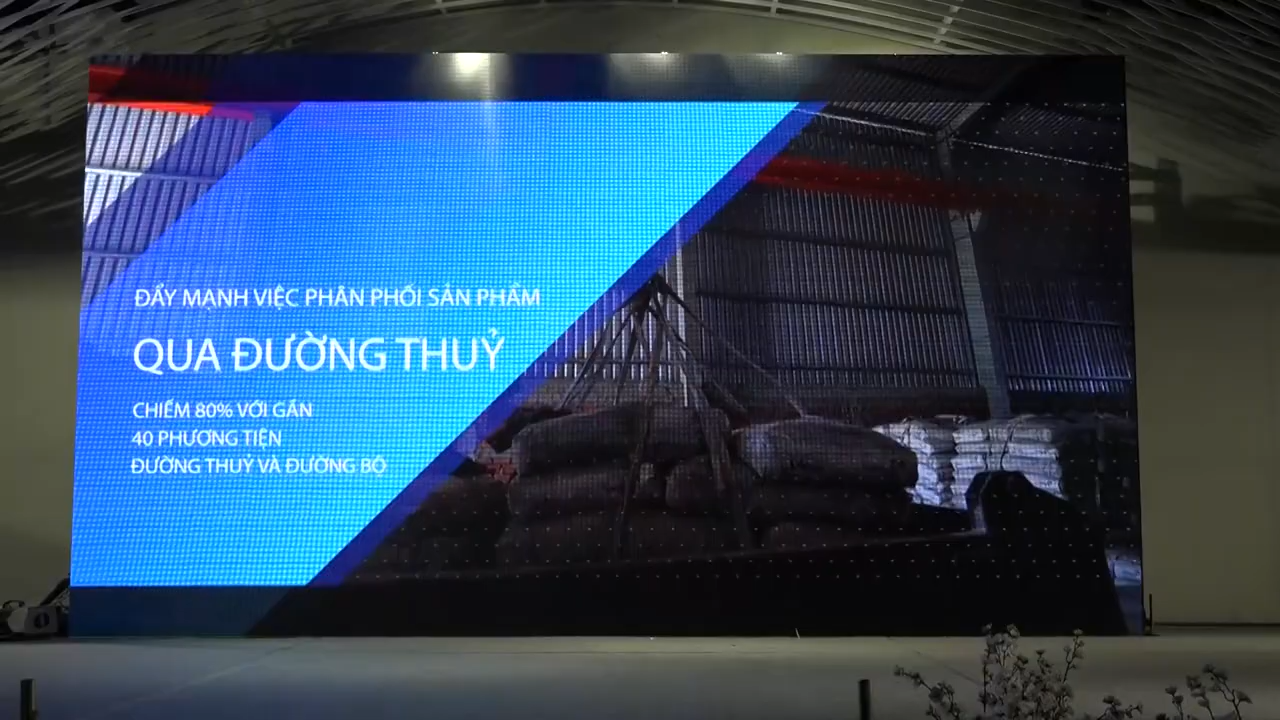 ĐẨY MẠNH VIỆC PHÂN PHỐI SẢN PHẨM
QUA ĐƯỜNG THUỶ
CHIẾM 80% VỚI GẦN
40 PHƯƠNG TIỆN
ĐƯỜNG THUỶ VÀ ĐƯỜNG BỘ